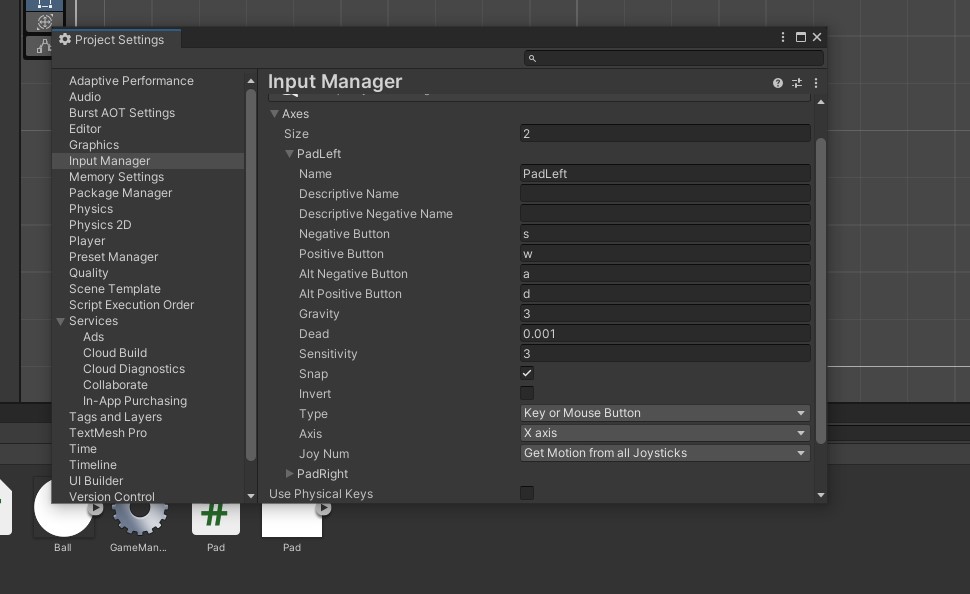 Project Settings
Input Manager
Adaptive Performance
Audio
Burst AOT Settings
Editor
Graphics
Input Manager
Memory Settings
Package Manager
Physics
Physics 2D
Player
Preset Manager
Quality
Scene Template
Script Execution Order
Services
Ads
Cloud Build
Cloud Diagnostics
Collaborate
In-App Purchasing
Tags and Layers
TextMesh Pro
Time
Timeline
UI Builder
Version Control
Axes
Size 2
PadLeft
Name PadLeft
Descriptive Name
Descriptive Negative Name
Negative Button s
Positive Button w
Alt Negative Button a
Alt Positive Button d
Gravity 3
Dead 0.001
Sensitivity 3
Snap
Invert
Type Key or Mouse Button
Axis X axis
Joy Num Get Motion from all Joysticks
PadRight
Use Physical Keys
Ball GameMan... Pad Pad